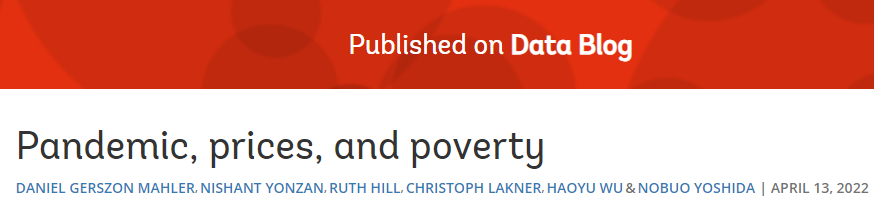 Published on Data Blog
Pandemic, prices, and poverty
DANIEL GERSZON MAHLER, NISHANT YONZAN, RUTH HILL, CHRISTOPH LAKNER, HAOYU WU & NOBUO YOSHIDA | APRIL 13, 2022